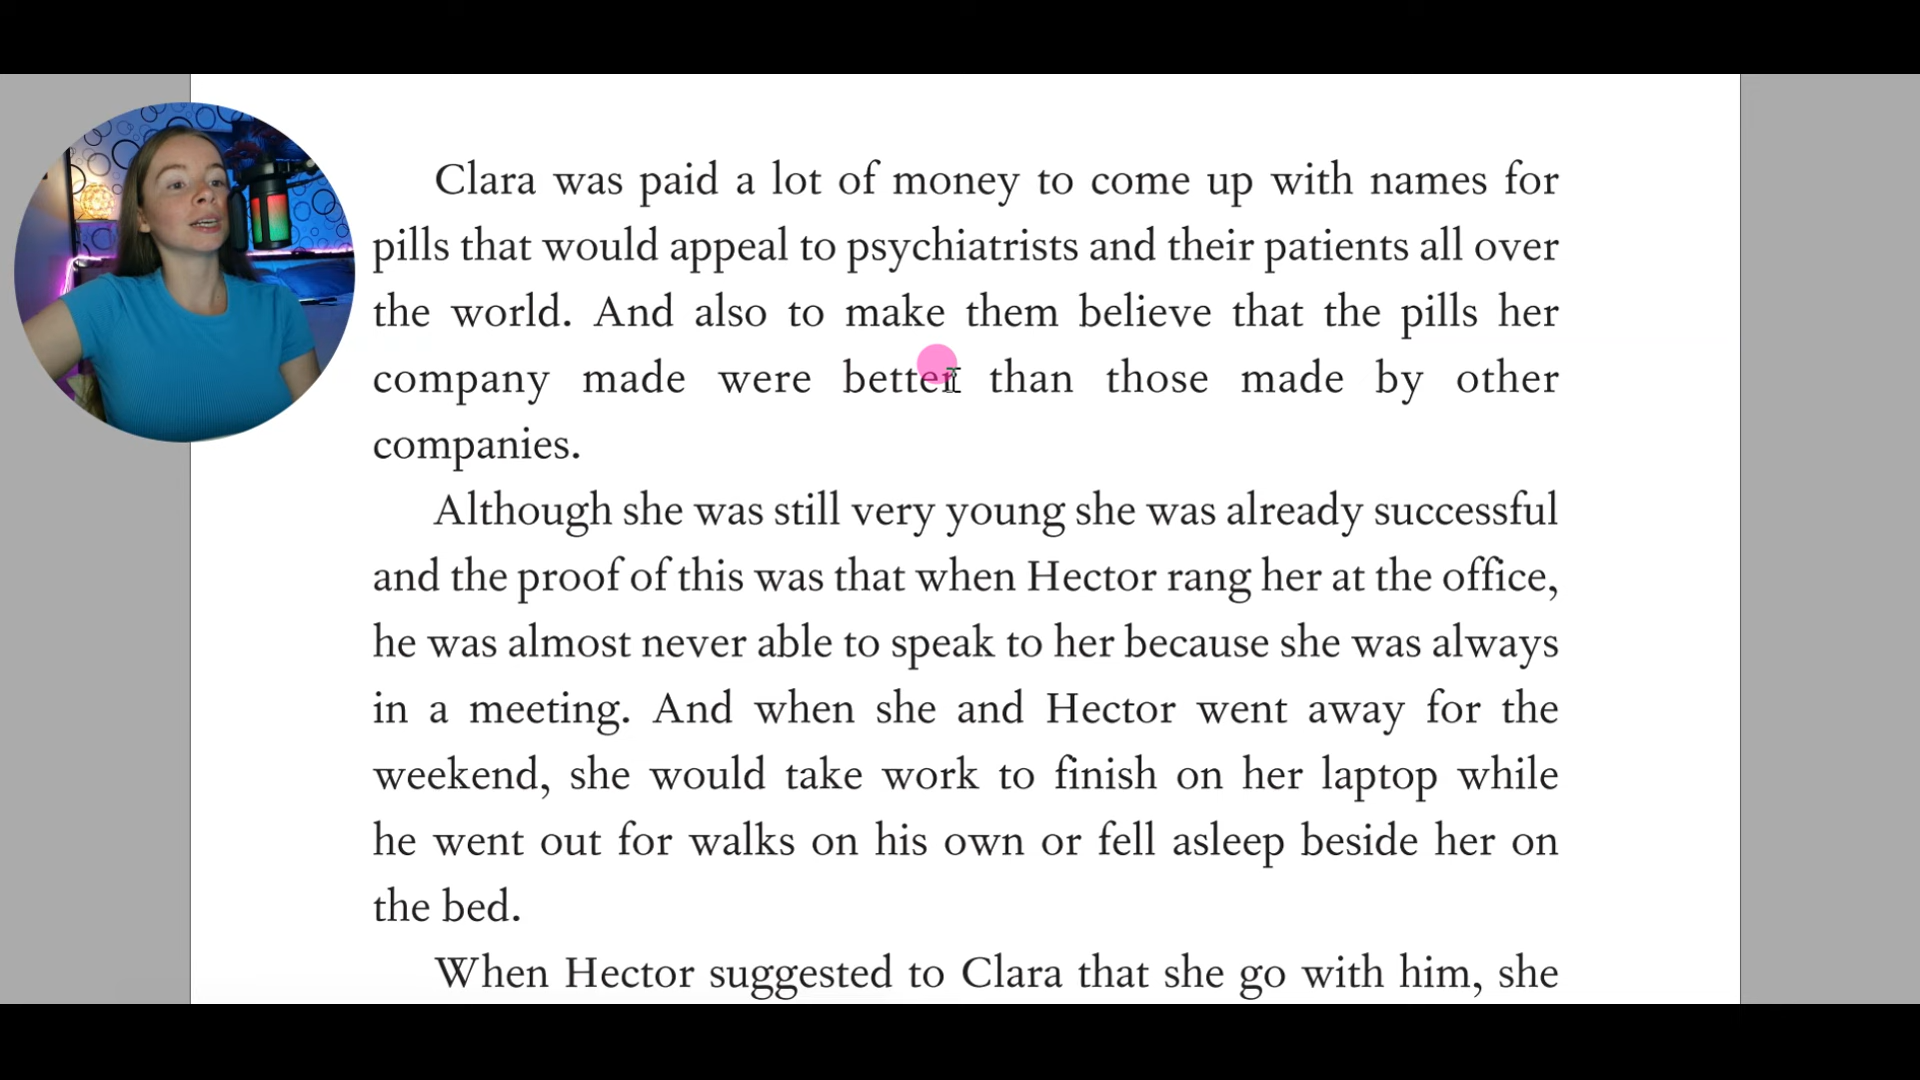 Clara was paid a lot of money to come up with names for
pills that would appeal to psychiatrists and their patients all over
the world. And also to make them believe that the pills her
company made were better than those made by other
companies.
Although she was still very young she was already successful
and the proof of this was that when Hector rang her at the office,
he was almost never able to speak to her because she was always
in a meeting. And when she and Hector went away for the
weekend, she would take work to finish on her laptop while
he went out for walks on his own or fell asleep beside her on
the bed.
When Hector suggested to Clara that she go with him, she